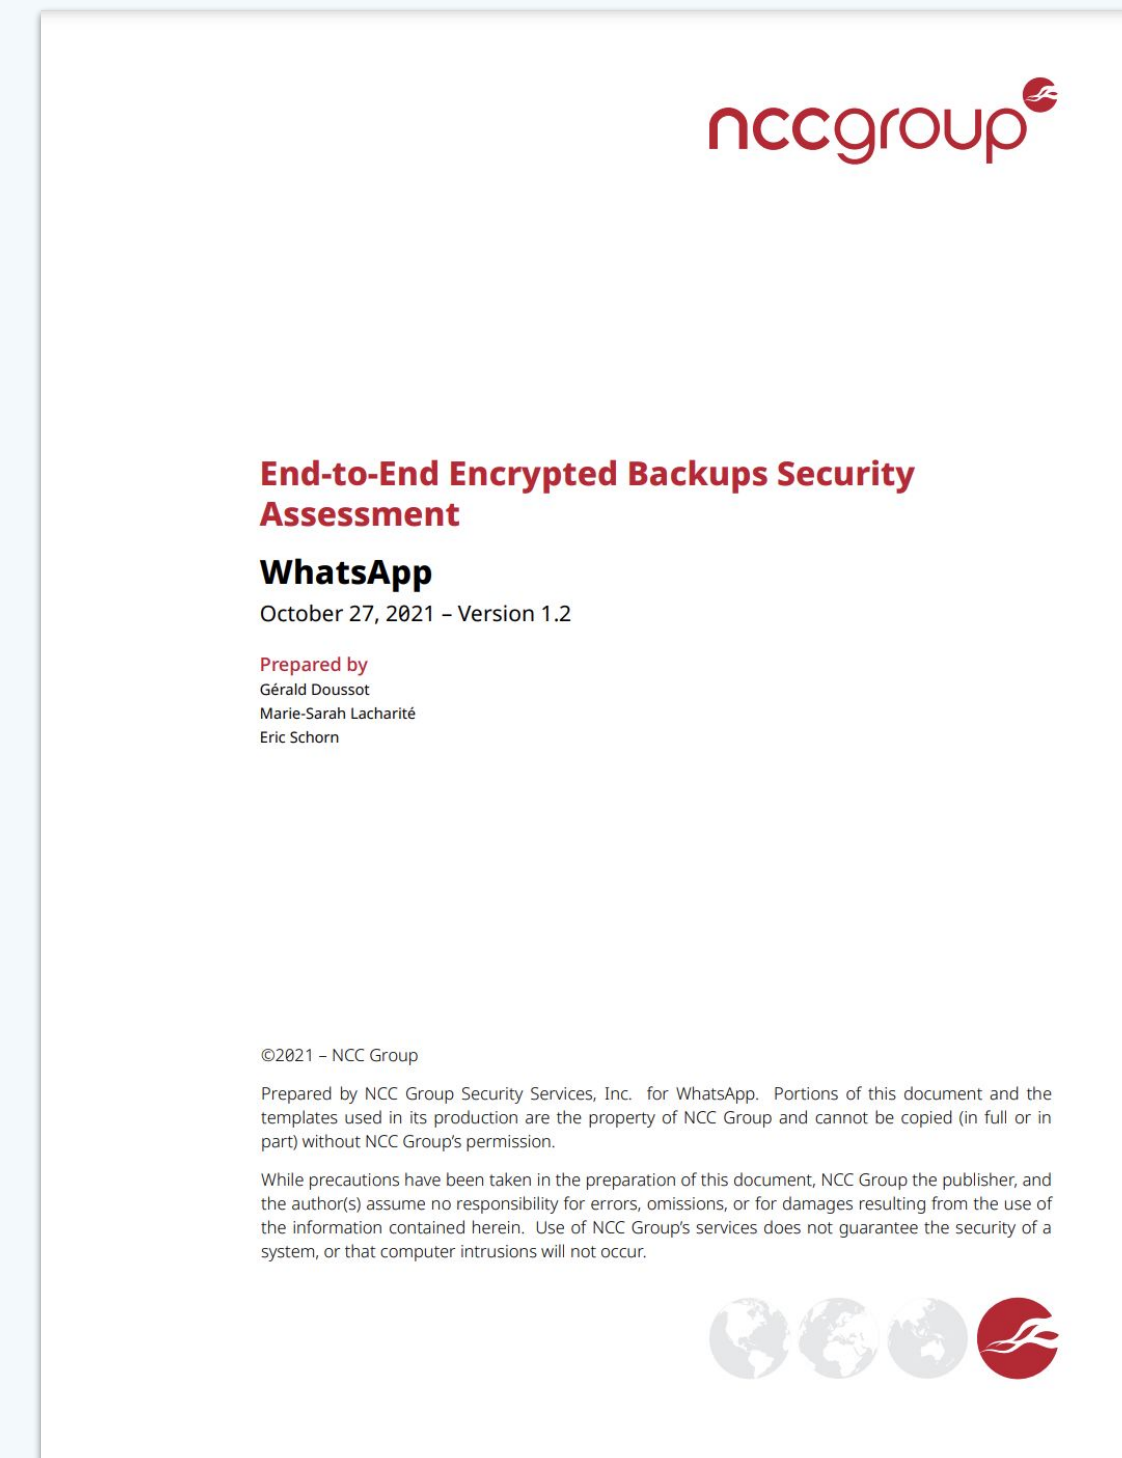 nccgroup
End-to-End Encrypted Backups Security
Assessment
WhatsApp
October 27, 2021 – Version 1.2
Prepared by
Gérald Doussot
Marie-Sarah Lacharité
Eric Schorn
©2021 – NCC Group
Prepared by NCC Group Security Services, Inc. for WhatsApp. Portions of this document and the
templates used in its production are the property of NCC Group and cannot be copied (in full or in
part) without NCC Group's permission.
While precautions have been taken in the preparation of this document, NCC Group the publisher, and
the author(s) assume no responsibility for errors, omissions, or for damages resulting from the use of
the information contained herein. Use of NCC Group's services does not guarantee the security of a
system, or that computer intrusions will not occur.